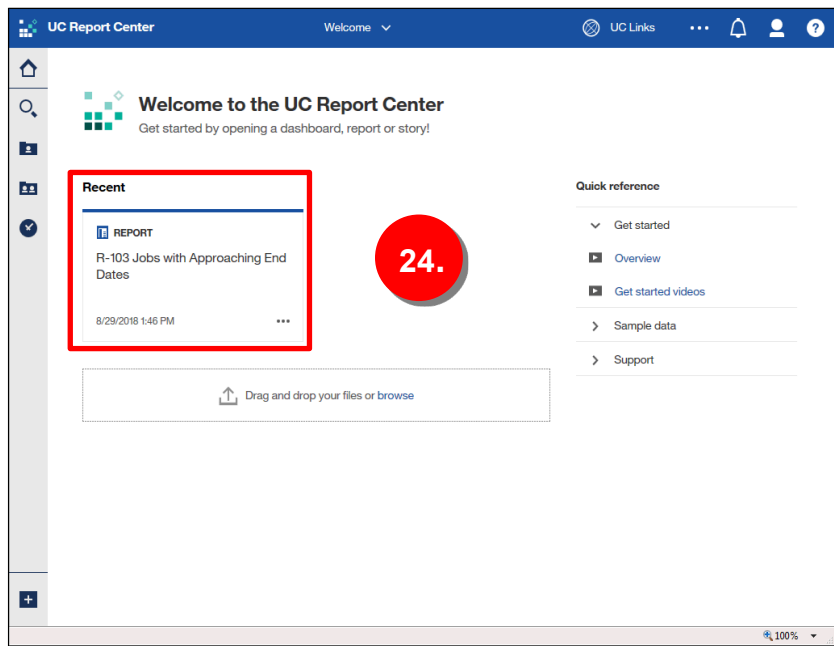 UC Report Center
Welcome
UC Links
?
Welcome to the UC Report Center
Get started by opening a dashboard, report or story!
Recent
REPORT
R-103 Jobs with Approaching End
Dates
8/29/2018 1:46 PM
24.
Quick reference
Get started
Overview
Get started videos
Sample data
Support
Drag and drop your files or browse
100%